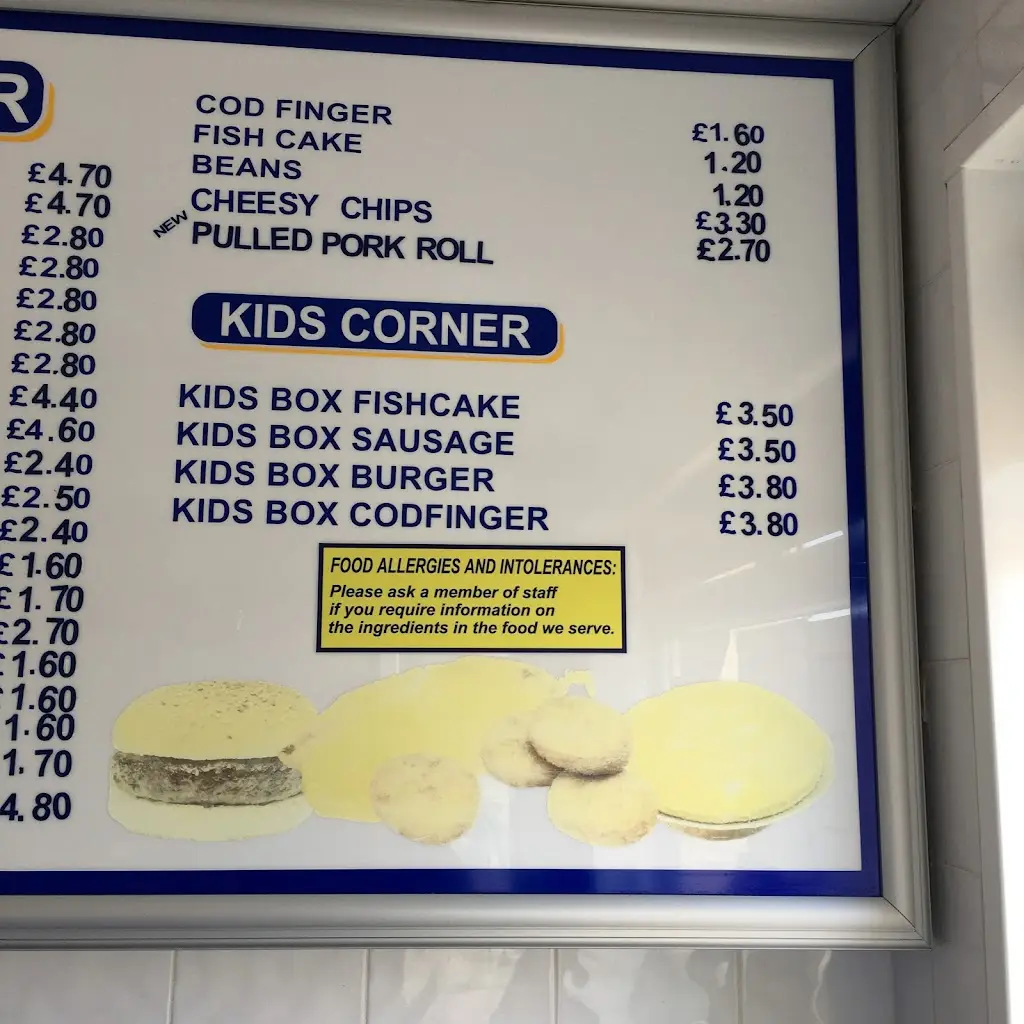 R
£4.70
£4.70
£2.80
£2.80
£2.80
£2.80
£2.80
£4.40
£4.60
£2.40
£2.50
£2.40
£1.60
£1.70
£2.70
£1.60
£1.60
1.60
1.70
4.80
COD FINGER £1.60
FISH CAKE 1.20
BEANS 1.20
CHEESY CHIPS £3.30
NEW PULLED PORK ROLL £2.70
KIDS CORNER
KIDS BOX FISHCAKE £3.50
KIDS BOX SAUSAGE £3.50
KIDS BOX BURGER £3.80
KIDS BOX CODFINGER £3.80
FOOD ALLERGIES AND INTOLERANCES:
Please ask a member of staff
if you require information on
the ingredients in the food we serve.